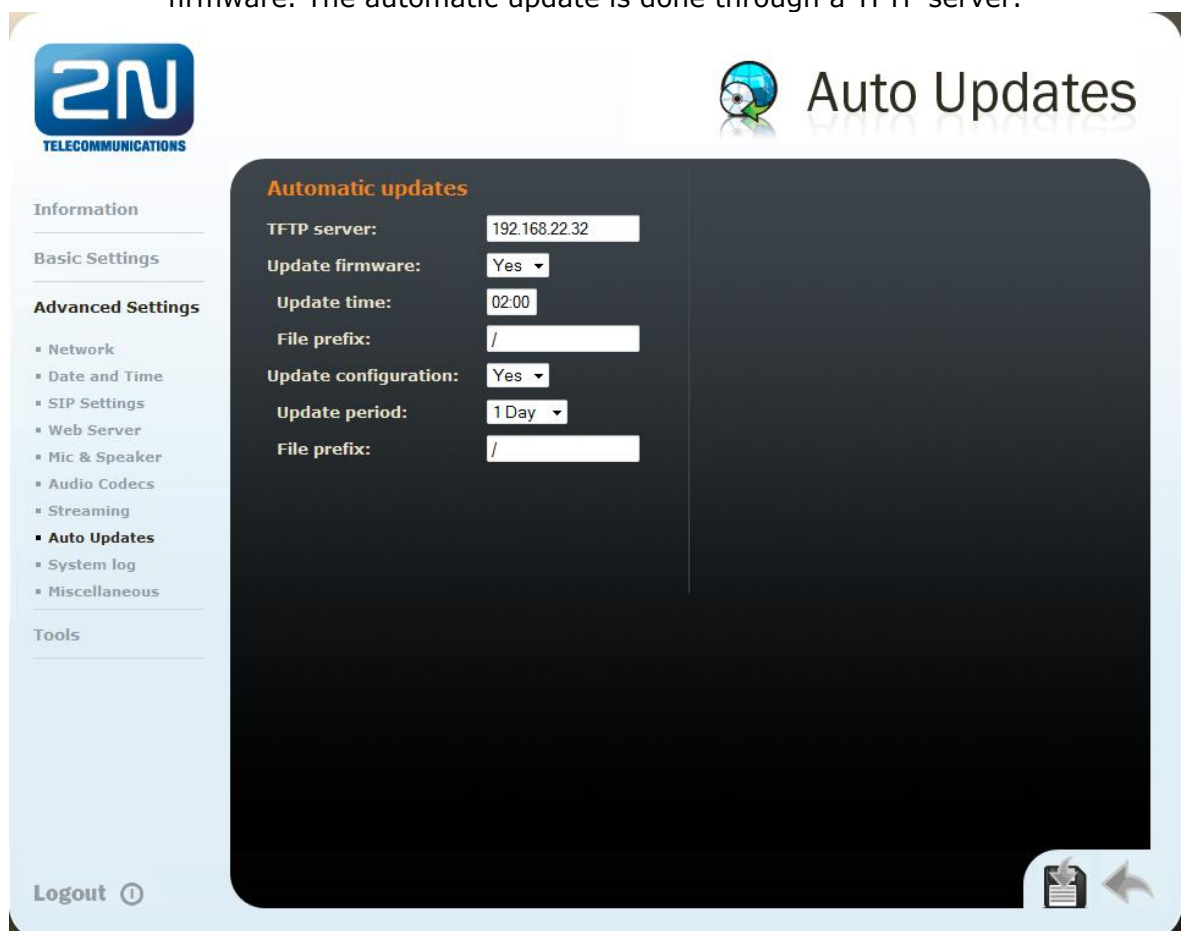 firmware. The automatic update is done through a TFTP server.
2N
TELECOMMUNICATIONS
Auto Updates
Information
Basic Settings
Advanced Settings
Network
Date and Time
SIP Settings
Web Server
Mic & Speaker
Audio Codecs
Streaming
Auto Updates
System log
Miscellaneous
Tools
Logout
Automatic updates
TFTP server: 192.168.22.32
Update firmware: Yes
Update time: 02:00
File prefix: /
Update configuration: Yes
Update period: 1 Day
File prefix: /